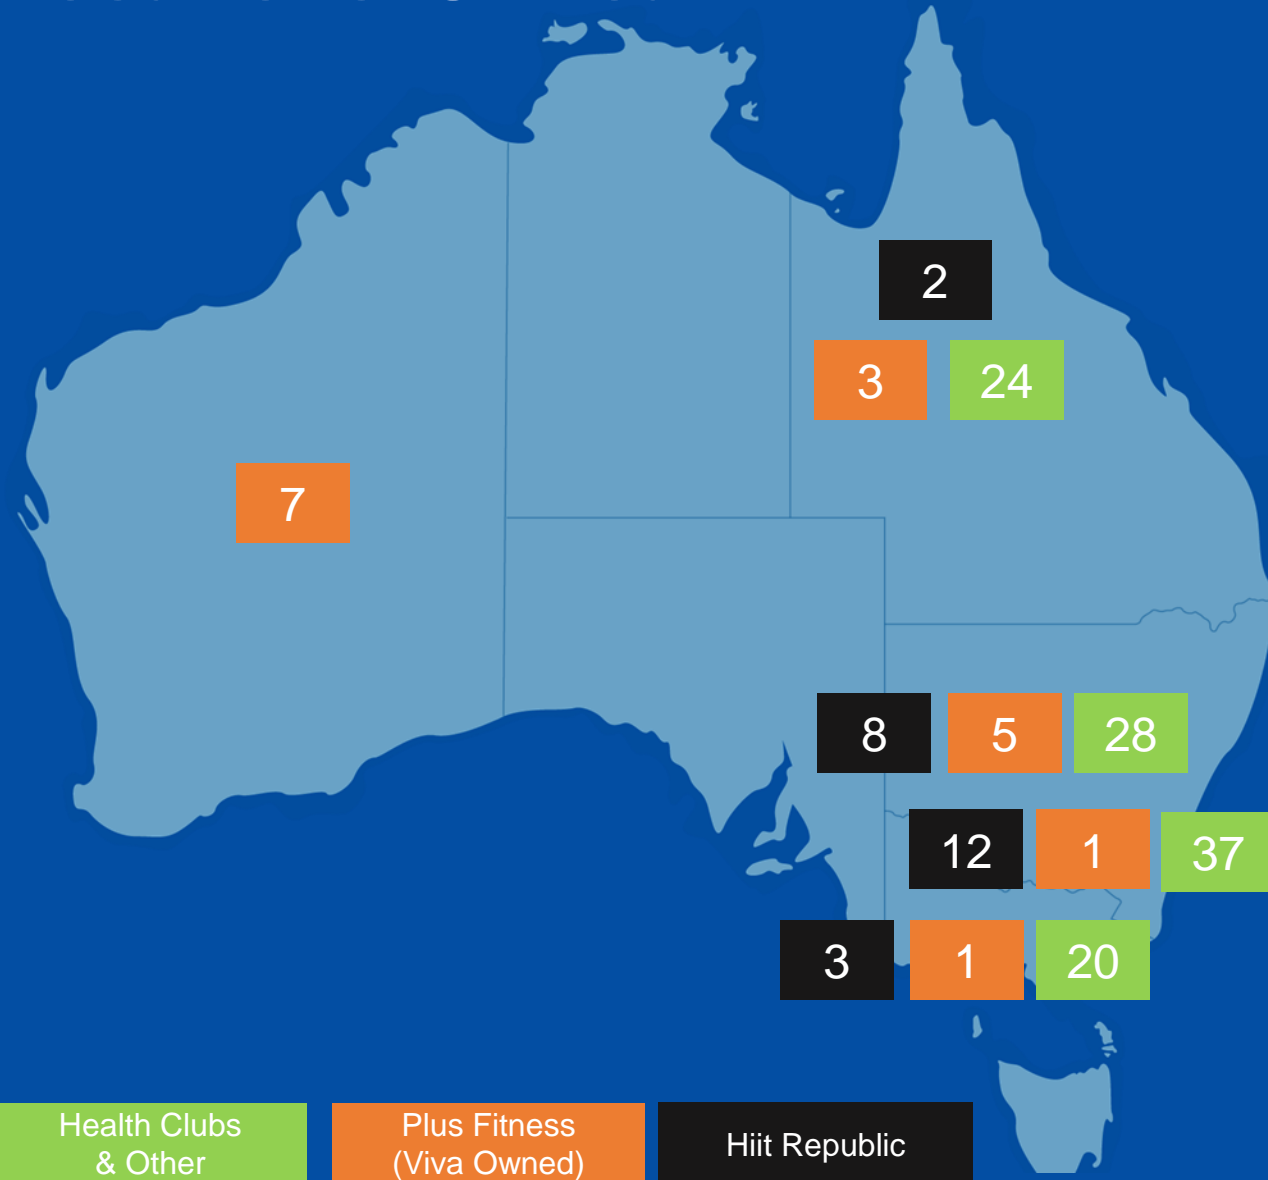 2
3 24
7
8 5 28
12 1 37
3 1 20
Health Clubs
& Other
Plus Fitness
(Viva Owned)
Hiit Republic